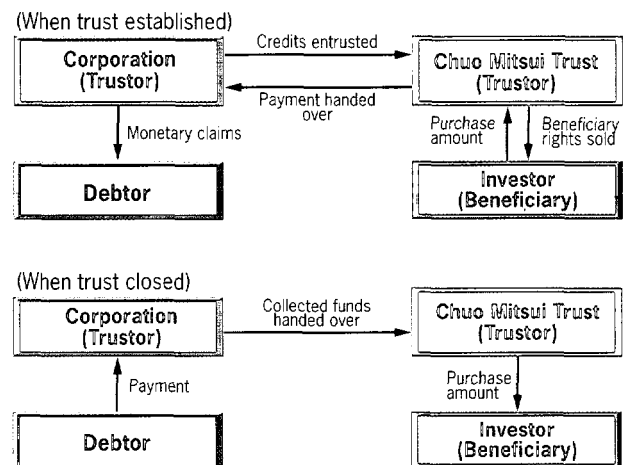 (When trust established)
Corporation
(Trustor)
Credits entrusted
Chuo Mitsui Trust
(Trustor)
Payment handed
over
Monetary claims
Purchase
amount
Beneficiary
rights sold
Debtor
Investor
(Beneficiary)
(When trust closed)
Corporation
(Trustor)
Collected funds
handed over
Chuo Mitsui Trust
(Trustor)
Payment
Purchase
amount
Debtor
Investor
(Beneficiary)